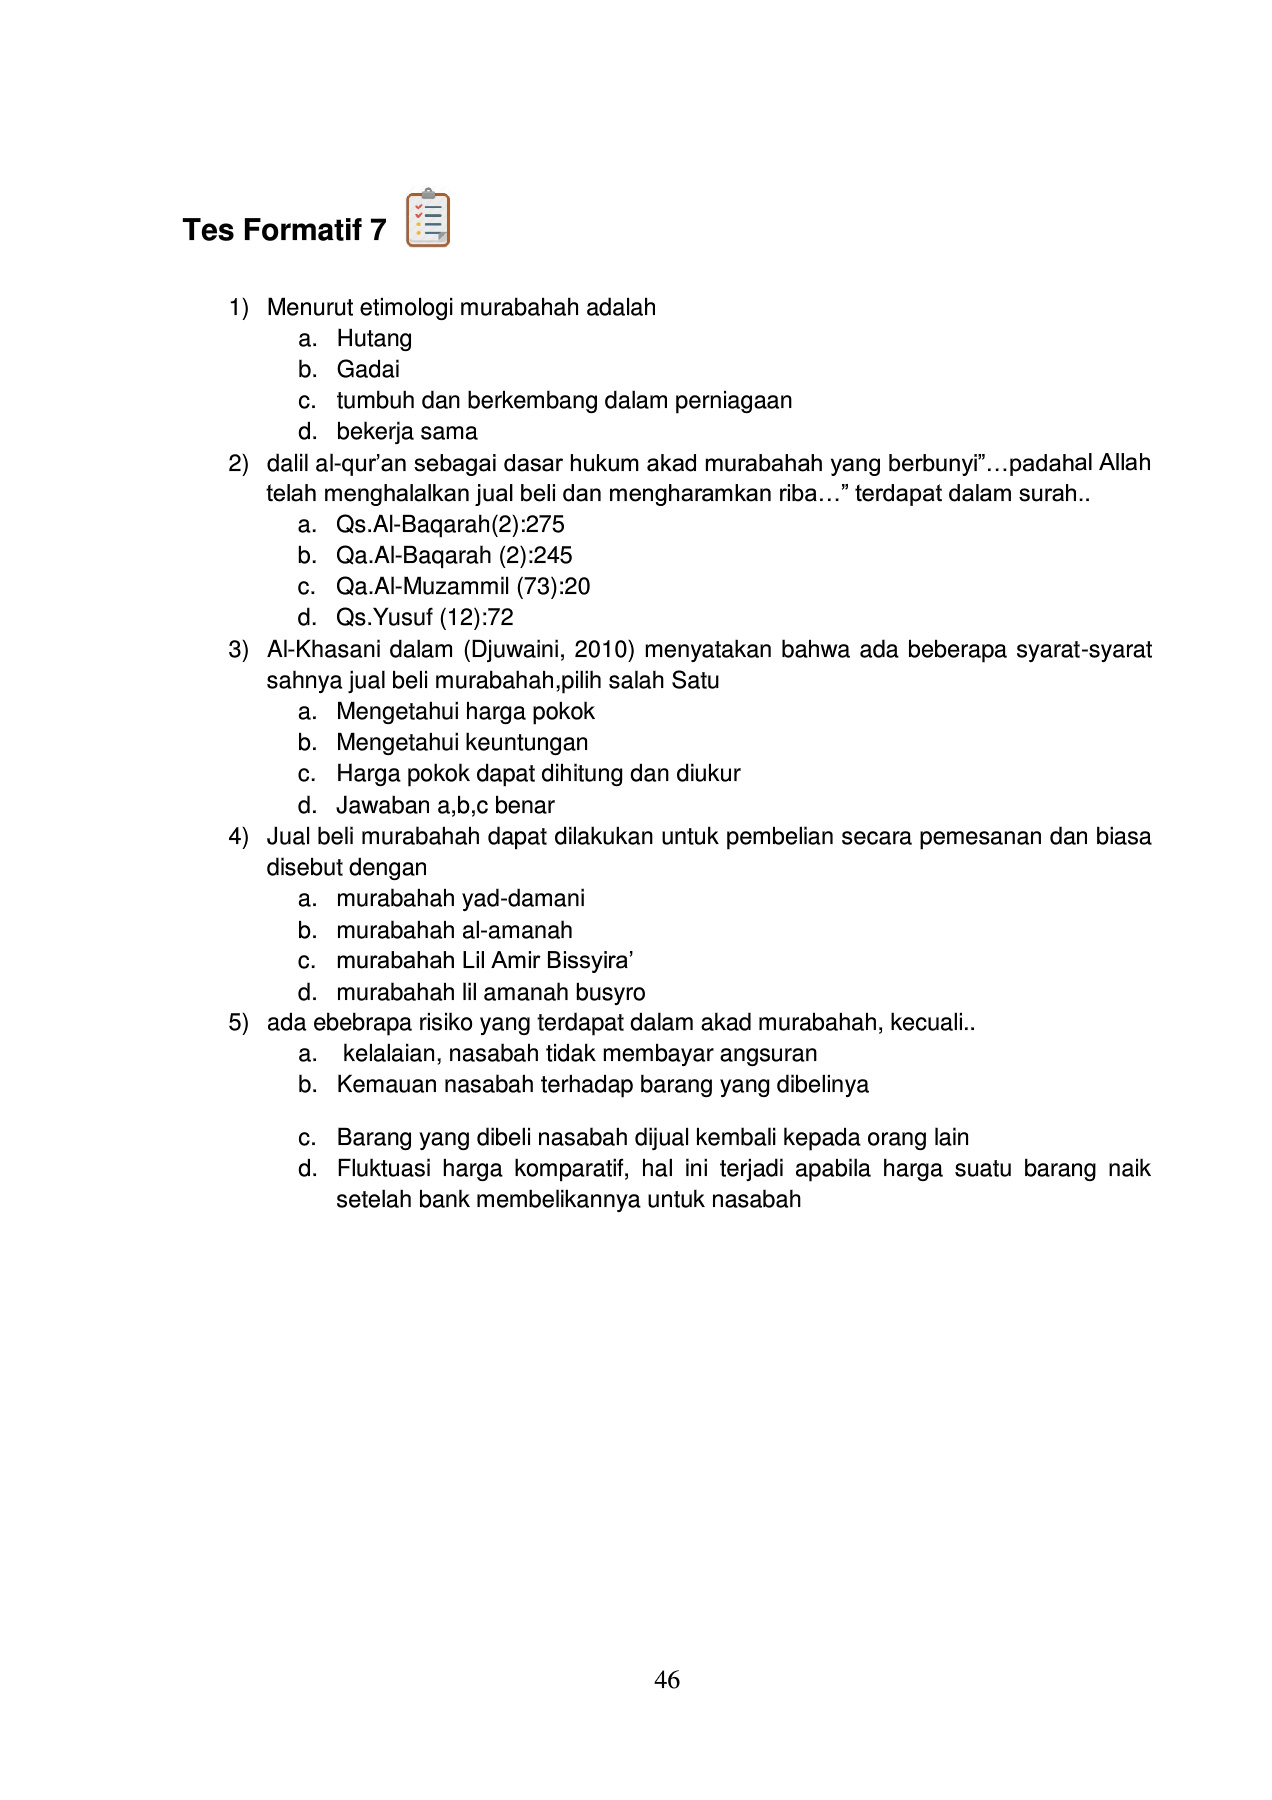 Tes Formatif 7
1) Menurut etimologi murabahah adalah
a. Hutang
b. Gadai
c. tumbuh dan berkembang dalam perniagaan
d. bekerja sama
2) dalil al-qur’an sebagai dasar hukum akad murabahah yang berbunyi”…padahal Allah
telah menghalalkan jual beli dan mengharamkan riba…” terdapat dalam surah..
a. Qs.Al-Baqarah(2):275
b. Qa.Al-Baqarah (2):245
c. Qa.Al-Muzammil (73):20
d. Qs.Yusuf (12):72
3) Al-Khasani dalam (Djuwaini, 2010) menyatakan bahwa ada beberapa syarat-syarat
sahnya jual beli murabahah,pilih salah Satu
a. Mengetahui harga pokok
b. Mengetahui keuntungan
c. Harga pokok dapat dihitung dan diukur
d. Jawaban a,b,c benar
4) Jual beli murabahah dapat dilakukan untuk pembelian secara pemesanan dan biasa
disebut dengan
a. murabahah yad-damani
b. murabahah al-amanah
c. murabahah Lil Amir Bissyira’
d. murabahah lil amanah busyro
5) ada ebebrapa risiko yang terdapat dalam akad murabahah, kecuali..
a. kelalaian, nasabah tidak membayar angsuran
b. Kemauan nasabah terhadap barang yang dibelinya
c. Barang yang dibeli nasabah dijual kembali kepada orang lain
d. Fluktuasi harga komparatif, hal ini terjadi apabila harga suatu barang naik
setelah bank membelikannya untuk nasabah
46